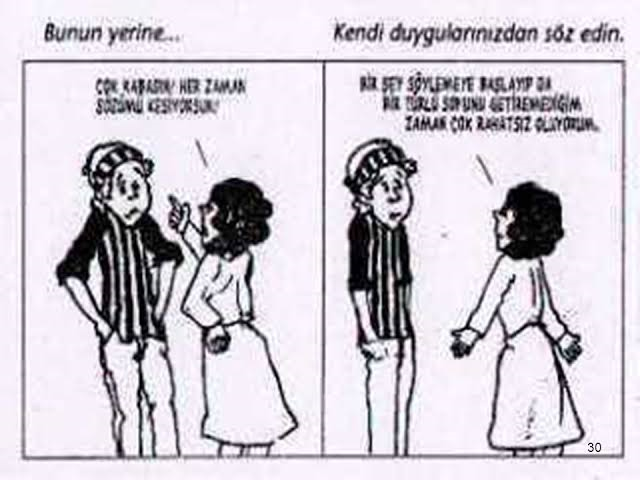 Bunun yerine...
Kendi duygularınızdan söz edin.
ÇOK KABASIN! HER ZAMAN
SÖZÜMÜ KESİYORSUN!
BİR ŞEY SÖYLEMEYE BAŞLAYIP DA
BİR TÜRLÜ SONUNU GETİREMEDİĞİM
ZAMAN ÇOK RAHATSIZ OLUYORUM.
30